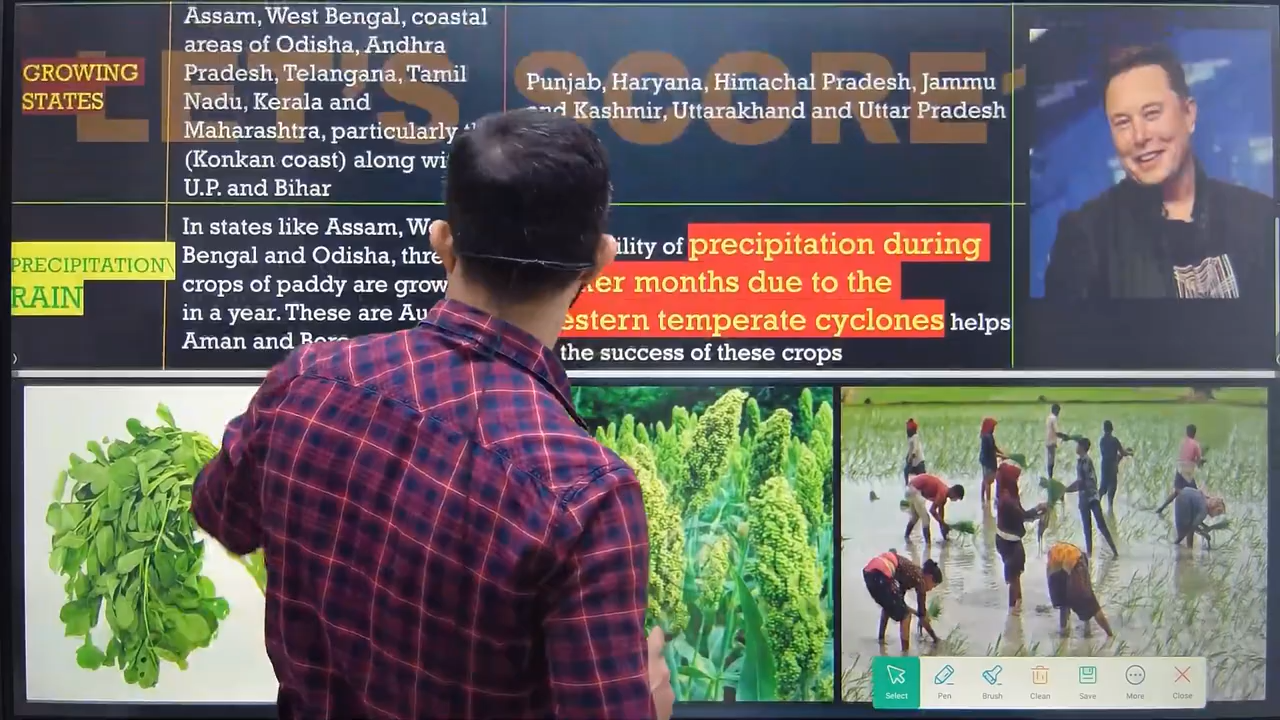 GROWING
STATES
Assam, West Bengal, coastal
areas of Odisha, Andhra
Pradesh, Telangana, Tamil
Nadu, Kerala and
Maharashtra, particularly
(Konkan coast) along
U.P. and Bihar
LET'S SCORE
Punjab, Haryana, Himachal Pradesh, Jammu
and Kashmir, Uttarakhand and Uttar Pradesh
PRECIPITATION\
RAIN
In states like Assam,
Bengal and Odisha,
crops of paddy are
in a year. These are
Aman and
of precipitation during
months due to the
temperate cyclones helps
the success of these crops
Select
Pen
Brush
Clean
Save
More
Close